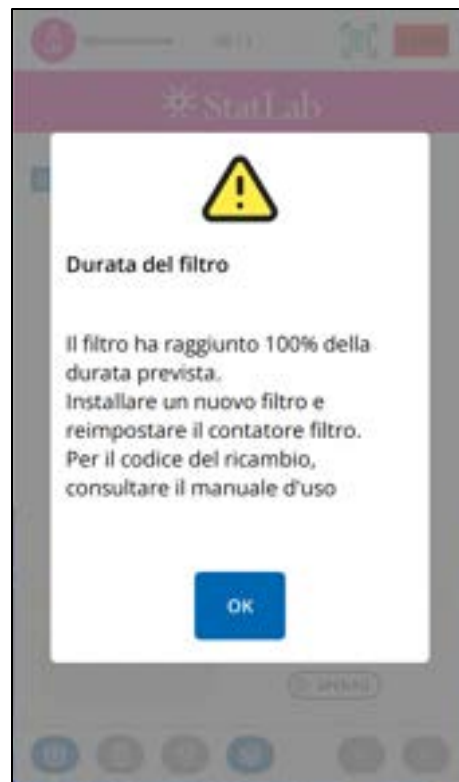 StatLab
Durata del filtro
Il filtro ha raggiunto 100% della
durata prevista.
Installare un nuovo filtro e
reimpostare il contatore filtro.
Per il codice del ricambio,
consultare il manuale d'uso
OK